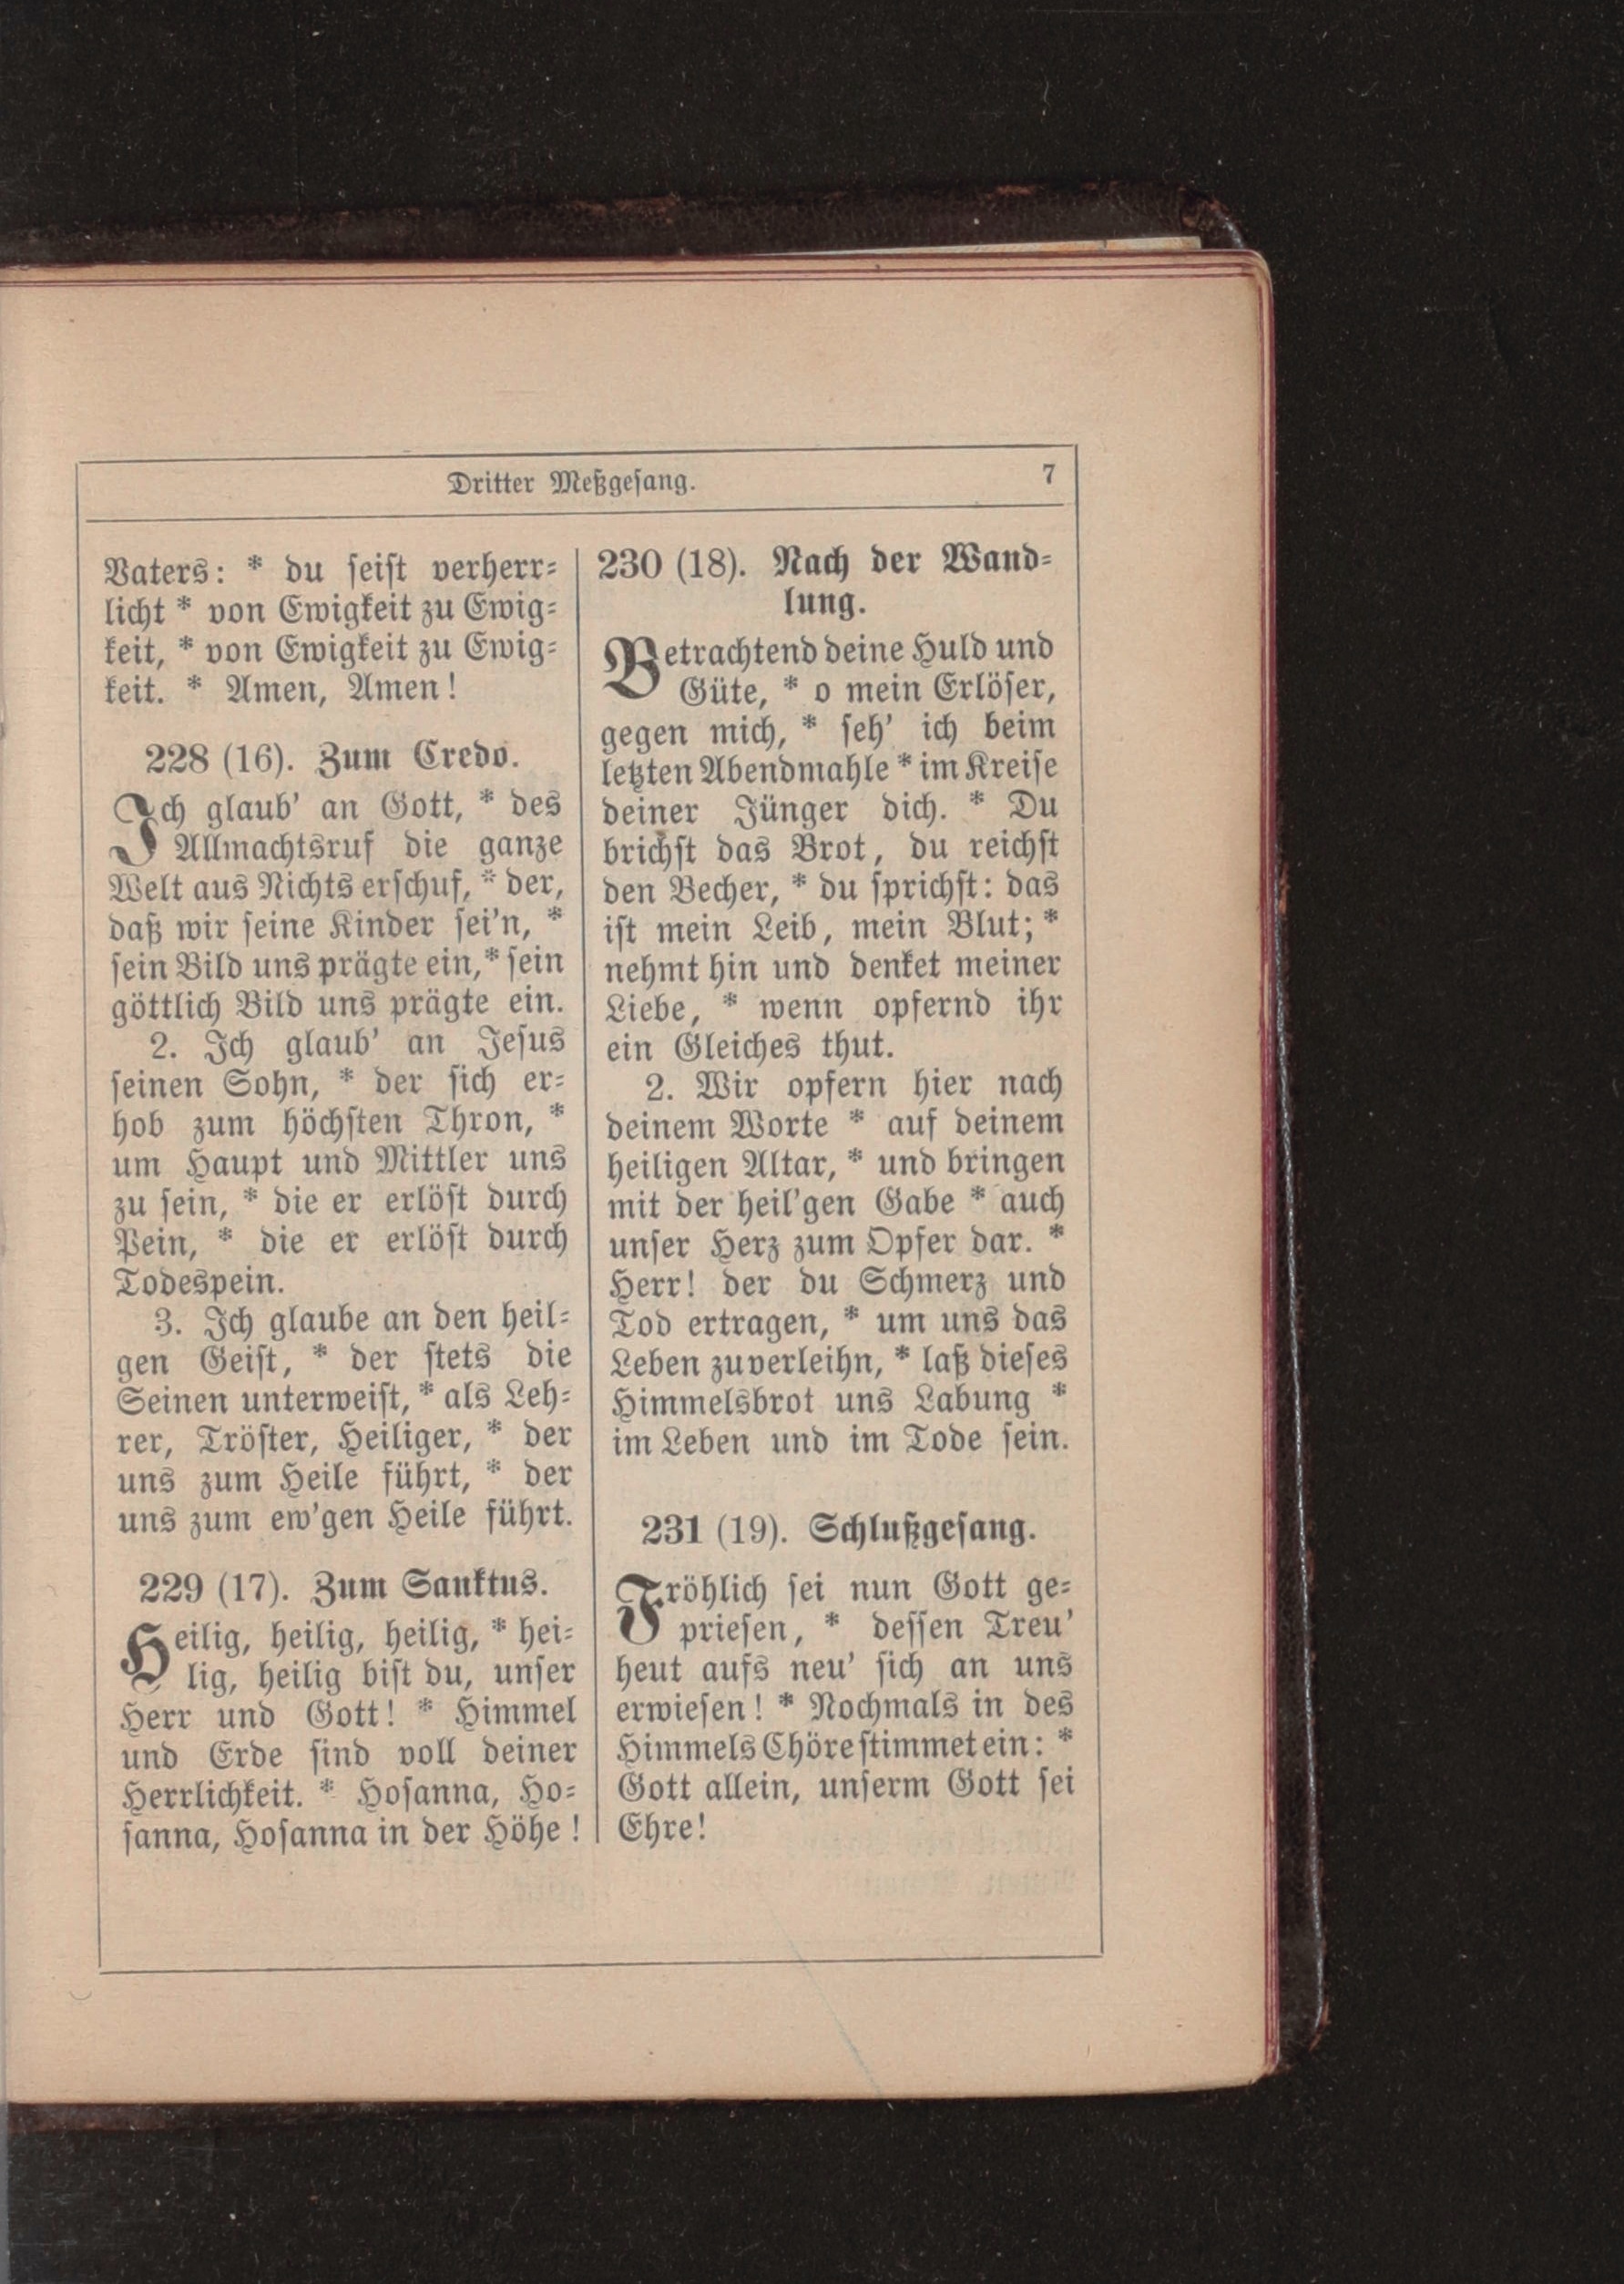 Dritter Meßgesang.
7
Vaters: * du seist verherr-
licht * von Ewigkeit zu Ewig-
keit, * von Ewigkeit zu Ewig-
keit. * Amen, Amen!
228 (16). Zum Credo.
Ich glaub' an Gott, * des
Allmachtsruf die ganze
Welt aus Nichts erschuf, * der,
daß wir seine Kinder sei'n, *
sein Bild uns prägte ein, * sein
göttlich Bild uns prägte ein.
2. Ich glaub' an Jesus
seinen Sohn, * der sich er-
hob zum höchsten Thron, *
um Haupt und Mittler uns
zu sein, * die er erlöst durch
Pein, * die er erlöst durch
Todespein.
3. Ich glaube an den heil-
gen Geist, * der stets die
Seinen unterweist, * als Leh-
rer, Tröster, Heiliger, * der
uns zum Heile führt, * der
uns zum ew'gen Heile führt.
229 (17). Zum Sanktus.
Heilig, heilig, heilig, * hei-
lig, heilig bist du, unser
Herr und Gott! * Himmel
und Erde sind voll deiner
Herrlichkeit. * Hosanna, Ho-
sanna, Hosanna in der Höhe!
230 (18). Nach der Wand-
lung.
Betrachtend deine Huld und
Güte, * o mein Erlöser,
gegen mich, * seh' ich beim
letzten Abendmahle * im Kreise
deiner Jünger dich. * Du
brichst das Brot, du reichst
den Becher, * du sprichst: das
ist mein Leib, mein Blut; *
nehmt hin und denket meiner
Liebe, * wenn opfernd ihr
ein Gleiches thut.
2. Wir opfern hier nach
deinem Worte * auf deinem
heiligen Altar, * und bringen
mit der heil'gen Gabe * auch
unser Herz zum Opfer dar. *
Herr! der du Schmerz und
Tod ertragen, * um uns das
Leben zu verleihn, * laß dieses
Himmelsbrot uns Labung *
im Leben und im Tode sein.
231 (19). Schlußgesang.
Fröhlich sei nun Gott ge-
priesen, * dessen Treu'
heut aufs neu' sich an uns
erwiesen! * Nochmals in des
Himmels Chöre stimmet ein: *
Gott allein, unserm Gott sei
Ehre!